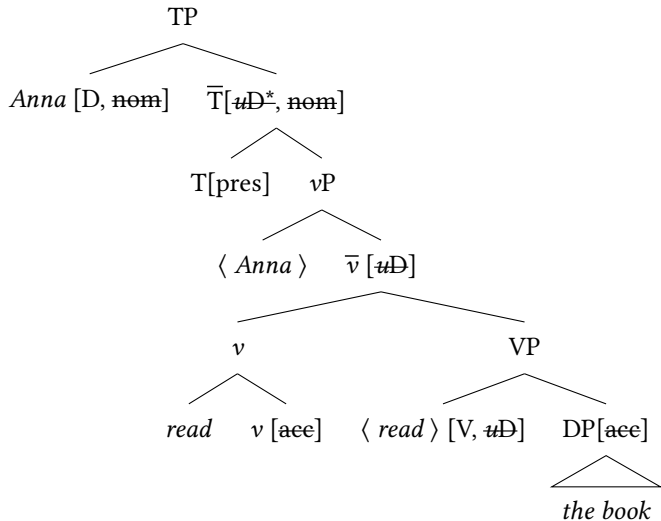 TP
Anna [D, nom] T̅[uD*, nom]
T[pres] vP
⟨ Anna ⟩ v̅ [uD]
v VP
read v [acc] ⟨ read ⟩ [V, uD] DP[acc]
the book